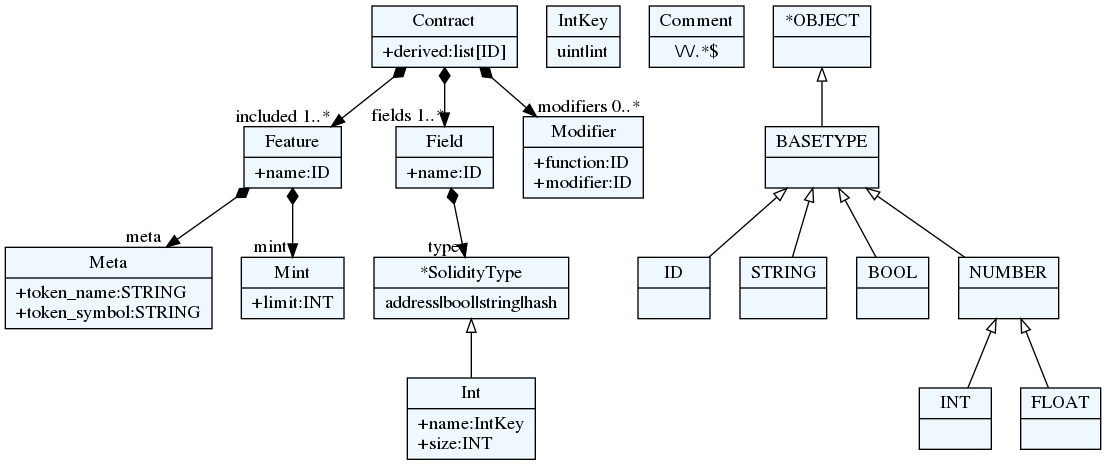 Contract
+derived:list[ID]
IntKey
uint|int
Comment
\/\/.*$
*OBJECT
included 1..*
fields 1..*
modifiers 0..*
Feature
+name:ID
Field
+name:ID
Modifier
+function:ID
+modifier:ID
BASETYPE
meta
mint
type
Meta
+token_name:STRING
+token_symbol:STRING
Mint
+limit:INT
*SolidityType
address|bool|string|hash
ID
STRING
BOOL
NUMBER
Int
+name:IntKey
+size:INT
INT
FLOAT